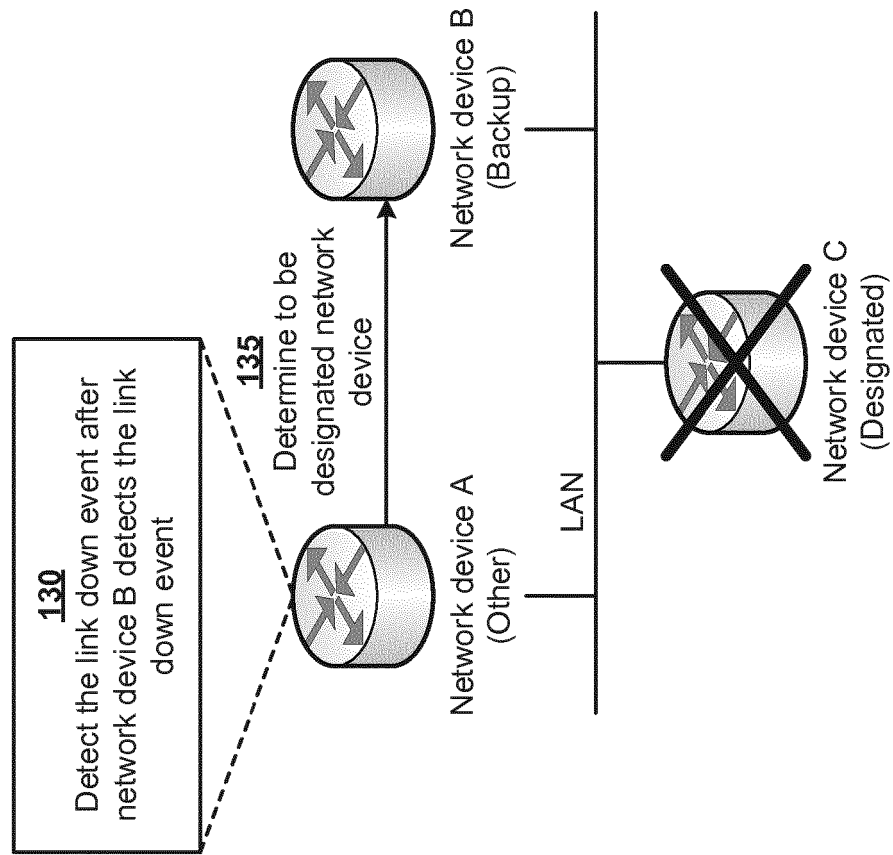 130
Detect the link down event after
network device B detects the link
down event
135
Determine to be
designated network
device
Network device A
(Other)
Network device B
(Backup)
LAN
Network device C
(Designated)